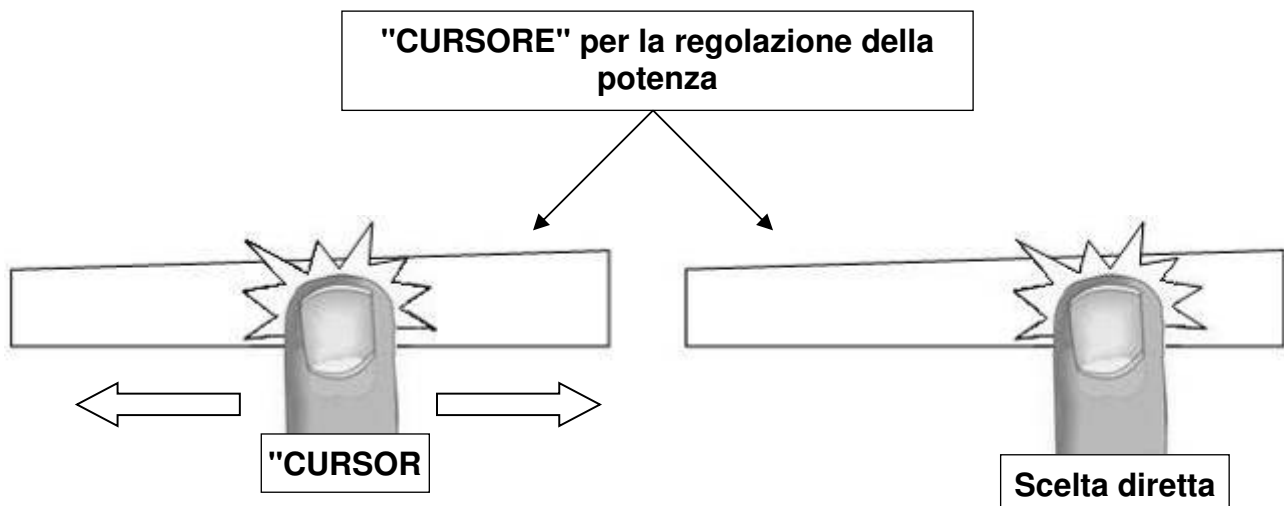 "CURSORE" per la regolazione della
potenza
"CURSOR
Scelta diretta